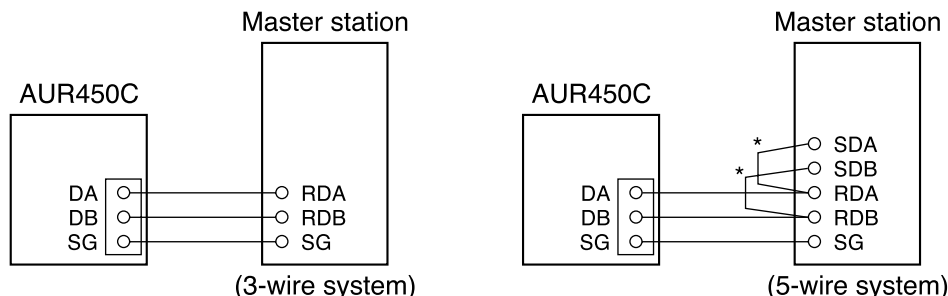 Master station
AUR450C
DA
DB
SG
RDA
RDB
SG
(3-wire system)
Master station
AUR450C
*
*
DA
DB
SG
SDA
SDB
RDA
RDB
SG
(5-wire system)